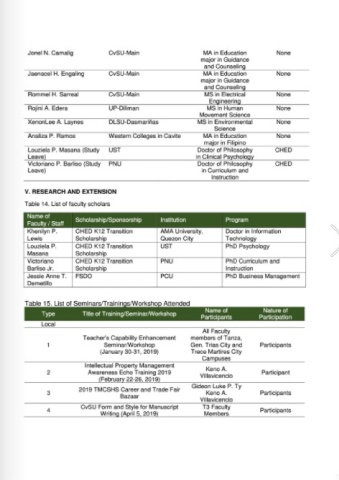 Jonel N. Camalig CvSU-Main MA in Education None
major in Guidance
and Counseling
Jaenacel H. Engaling CvSU-Main MA in Education None
major in Guidance
and Counseling
Rommel H. Sarreal CvSU-Main MS in Electrical None
Engineering
Rojini A. Edera UP-Diliman MS in Human None
Movement Science
XenonLee A. Laynes DLSU-Dasmariñas MS in Environmental None
Science
Analiza P. Ramos Western Colleges in Cavite MA in Education None
major in Filipino
Louziela P. Masana (Study UST Doctor of Philosophy CHED
Leave) in Clinical Psychology
Victoriano P. Barliso (Study PNU Doctor of Philosophy CHED
Leave) in Curriculum and
Instruction
V. RESEARCH AND EXTENSION
Table 14. List of faculty scholars
Name of
Faculty / Staff Scholarship/Sponsorship Institution Program
Khenilyn P. CHED K12 Transition AMA University, Doctor in Information
Lewis Scholarship Quezon City Technology
Louziela P. CHED K12 Transition UST PhD Psychology
Masana Scholarship
Victoriano CHED K12 Transition PNU PhD Curriculum and
Barliso Jr. Scholarship Instruction
Jessie Anne T. FSDO PCU PhD Business Management
Demetillo
Table 15. List of Seminars/Trainings/Workshop Attended
Type Title of Training/Seminar/Workshop Name of Participants Nature of Participation
Local
All Faculty
1 Teacher's Capability Enhancement members of Tanza, Participants
Seminar/Workshop Gen. Trias City and
(January 30-31, 2019) Trece Martires City
Campuses
2 Intellectual Property Management Kano A. Participant
Awareness Echo Training 2019 Villavicencio
(February 22-26, 2019)
3 2019 TMCSHS Career and Trade Fair Gideon Luke P. Ty Participants
Bazaar Kano A.
Villavicencio
4 CvSU Form and Style for Manuscript T3 Faculty Participants
Writing (April 5, 2019) Members